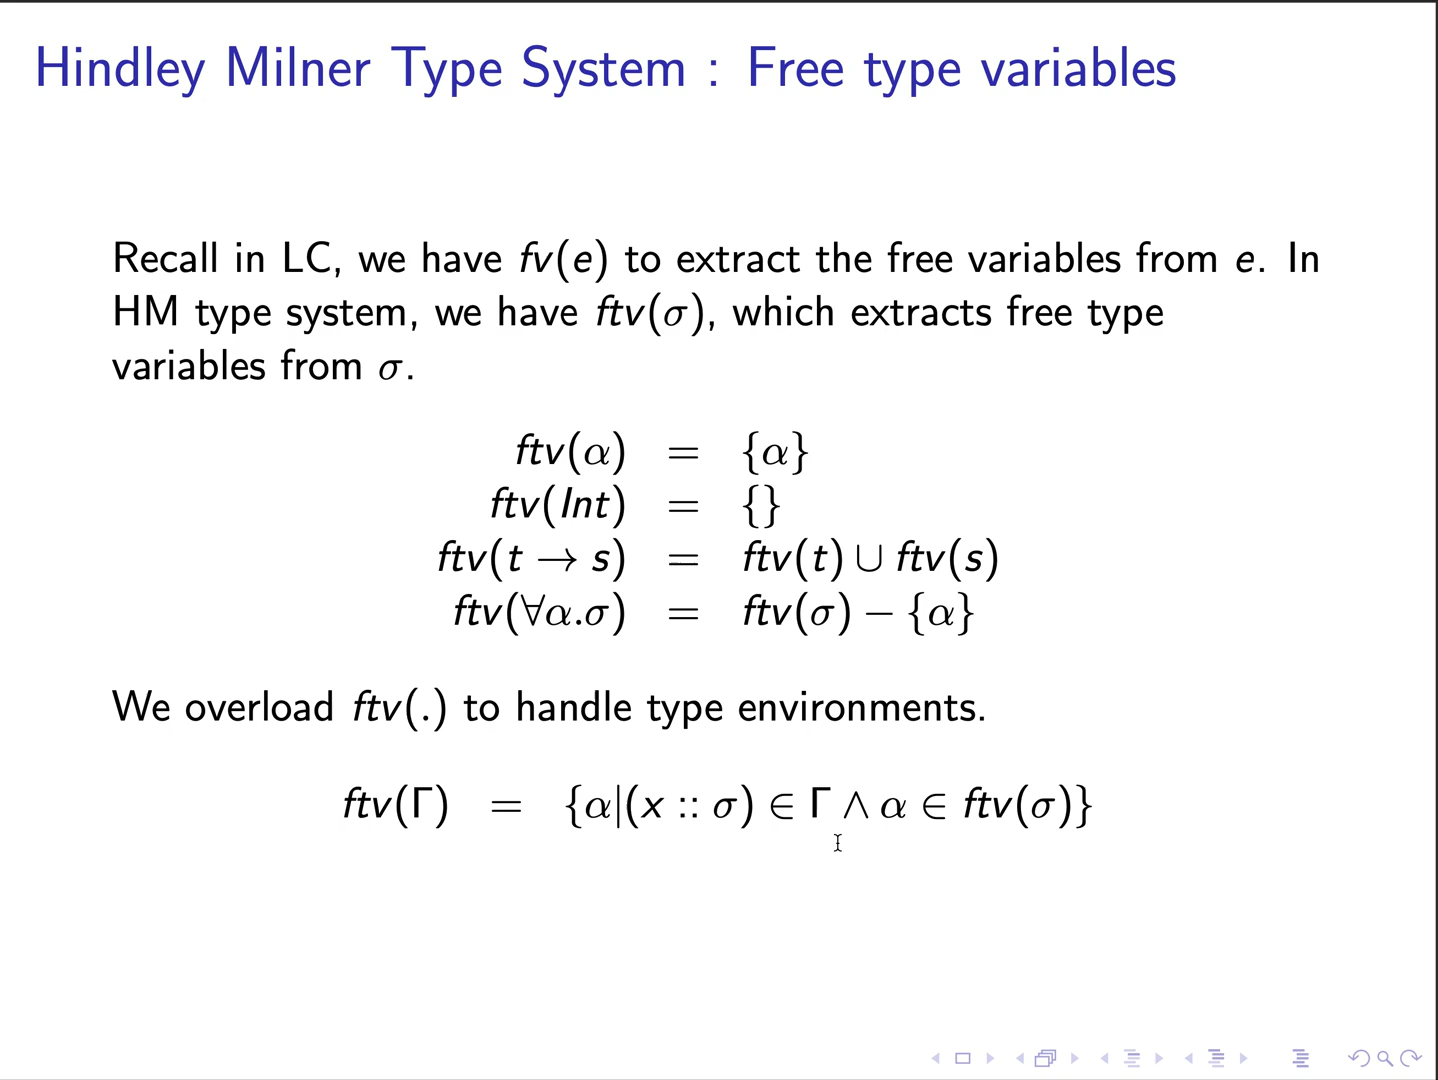 Hindley Milner Type System : Free type variables
Recall in LC, we have fv(e) to extract the free variables from e. In
HM type system, we have ftv(σ), which extracts free type
variables from σ.
ftv(α) = {α}
ftv(Int) = {}
ftv(t → s) = ftv(t) ∪ ftv(s)
ftv(∀α.σ) = ftv(σ) − {α}
We overload ftv(.) to handle type environments.
ftv(Γ) = {α|(x :: σ) ∈ Γ ∧ α ∈ ftv(σ)}